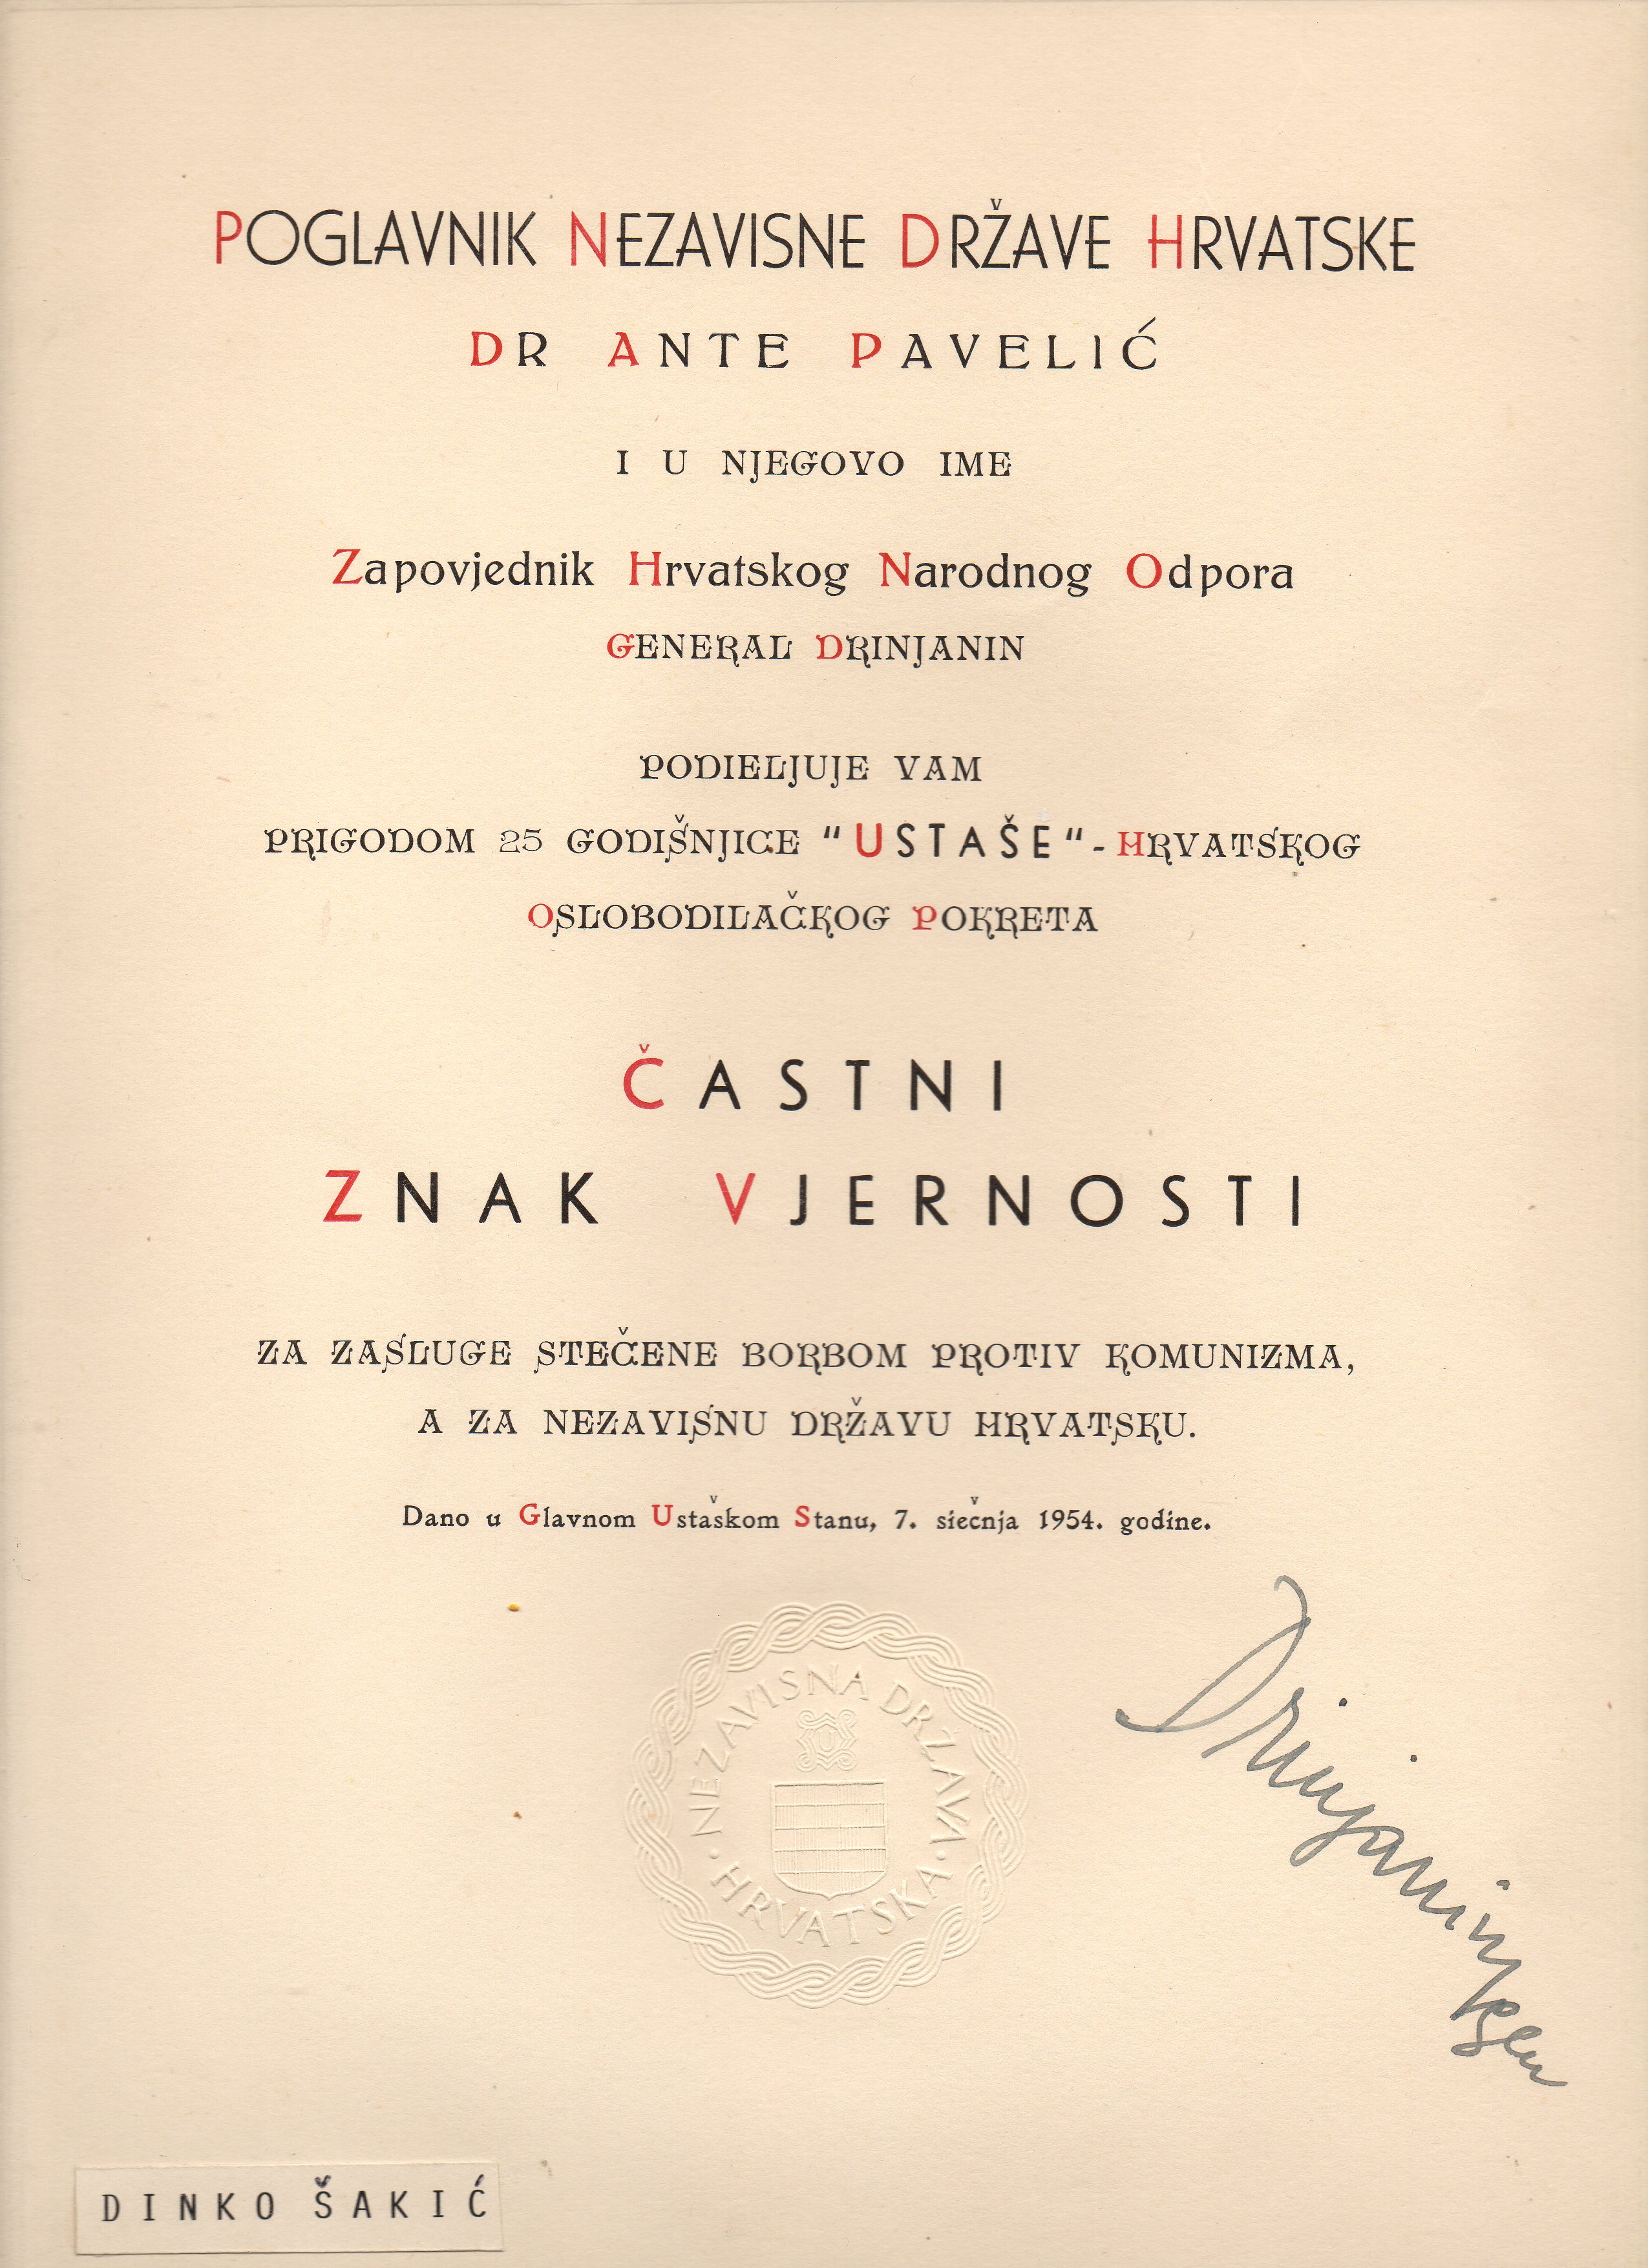 POGLAVNIK NEZAVISNE DRŽAVE HRVATSKE
DR ANTE PAVELIĆ
I U NJEGOVO IME
Zapovjednik Hrvatskog Narodnog Odpora
GENERAL DRINJANIN
PODIELJUJE VAM
PRIGODOM 25 GODIŠNJICE "USTAŠE"-HRVATSKOG
OSLOBODILAČKOG POKRETA
ČASTNI
ZNAK VJERNOSTI
ZA ZASLUGE STEČENE BORBOM PROTIV KOMUNIZMA,
A ZA NEZAVISNU DRŽAVU HRVATSKU.
Dano u Glavnom Ustaškom Stanu, 7. siečnja 1954. godine.
NEZAVISNA DRŽAVA
· HRVATSKA ·
Drinjanin
DINKO ŠAKIĆ